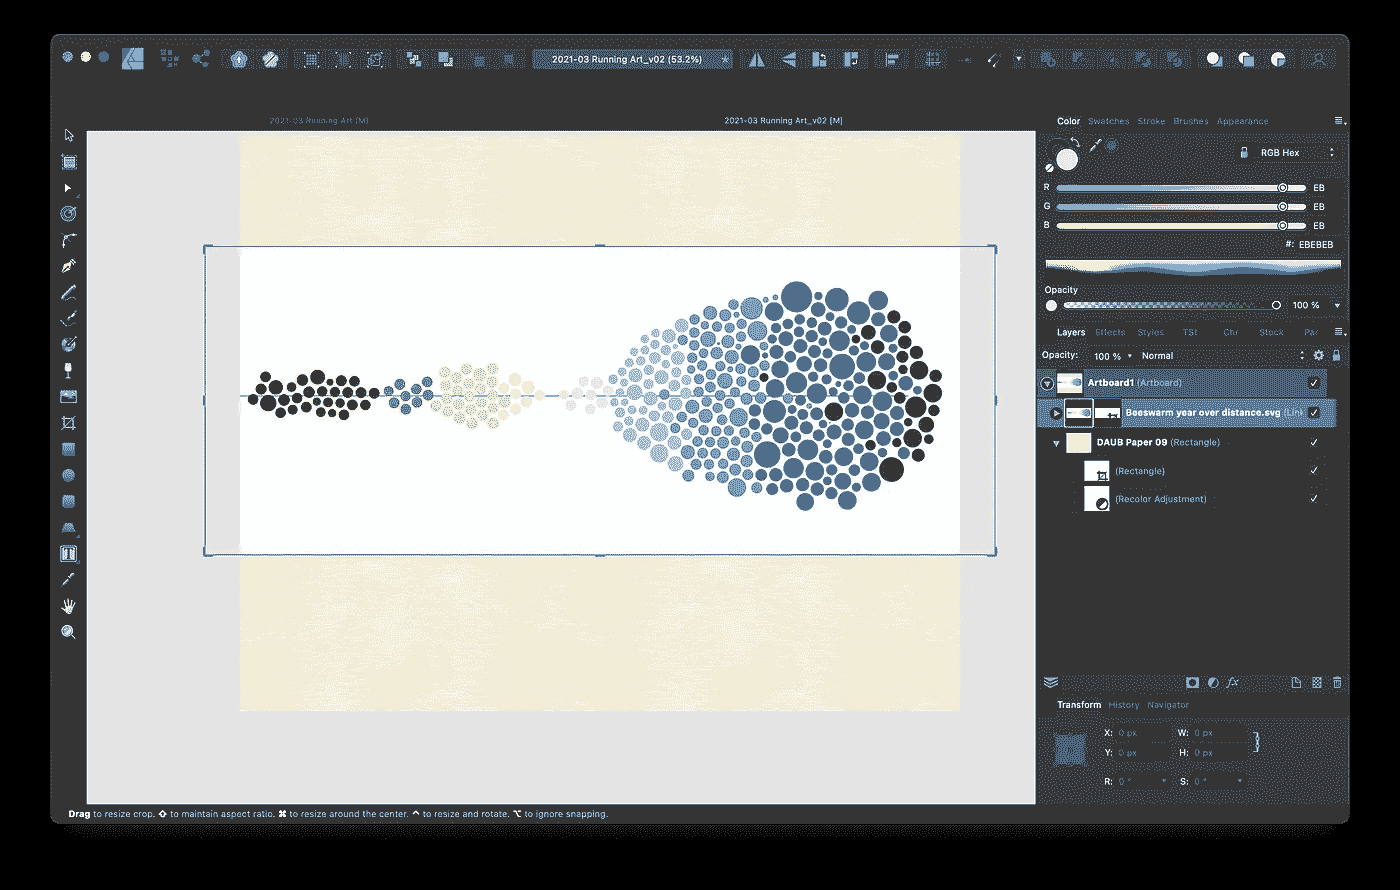 2021-03 Running Art_v02 (53.2%)
2021-03 Running Art [M]
2021-03 Running Art_v02 [M]
Color Swatches Stroke Brushes Appearance
RGB Hex
R EB
G EB
B EB
#: EBEBEB
Opacity
100 %
Layers Effects Styles TSt Chr Stock Par
Opacity: 100 % Normal
Artboard1 (Artboard)
Beeswarm year over distance.svg (Link
DAUB Paper 09 (Rectangle)
(Rectangle)
(Recolor Adjustment)
fx
Transform History Navigator
X: 0 px W: 0 px
Y: 0 px H: 0 px
R: 0 ° S: 0 °
Drag to resize crop. ⇧ to maintain aspect ratio. ⌘ to resize around the center. ⌃ to resize and rotate. ⌥ to ignore snapping.